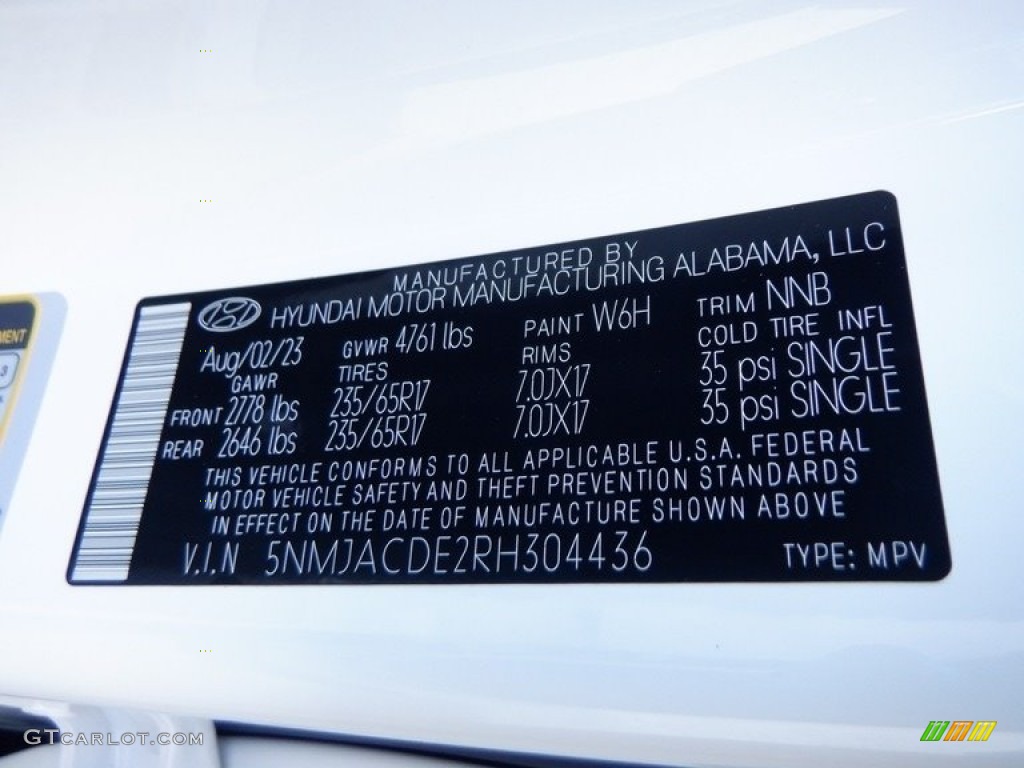 MANUFACTURED BY
HYUNDAI MOTOR MANUFACTURING ALABAMA, LLC
Aug/02/23 GVWR 4761 lbs PAINT W6H TRIM NNB
GAWR TIRES RIMS COLD TIRE INFL
FRONT 2778 lbs 235/65R17 7.0JX17 35 psi SINGLE
REAR 2646 lbs 235/65R17 7.0JX17 35 psi SINGLE
THIS VEHICLE CONFORMS TO ALL APPLICABLE U.S.A. FEDERAL
MOTOR VEHICLE SAFETY AND THEFT PREVENTION STANDARDS
IN EFFECT ON THE DATE OF MANUFACTURE SHOWN ABOVE
V.I.N 5NMJACDE2RH304436 TYPE: MPV
MENT
3
GTCARLOT.COM